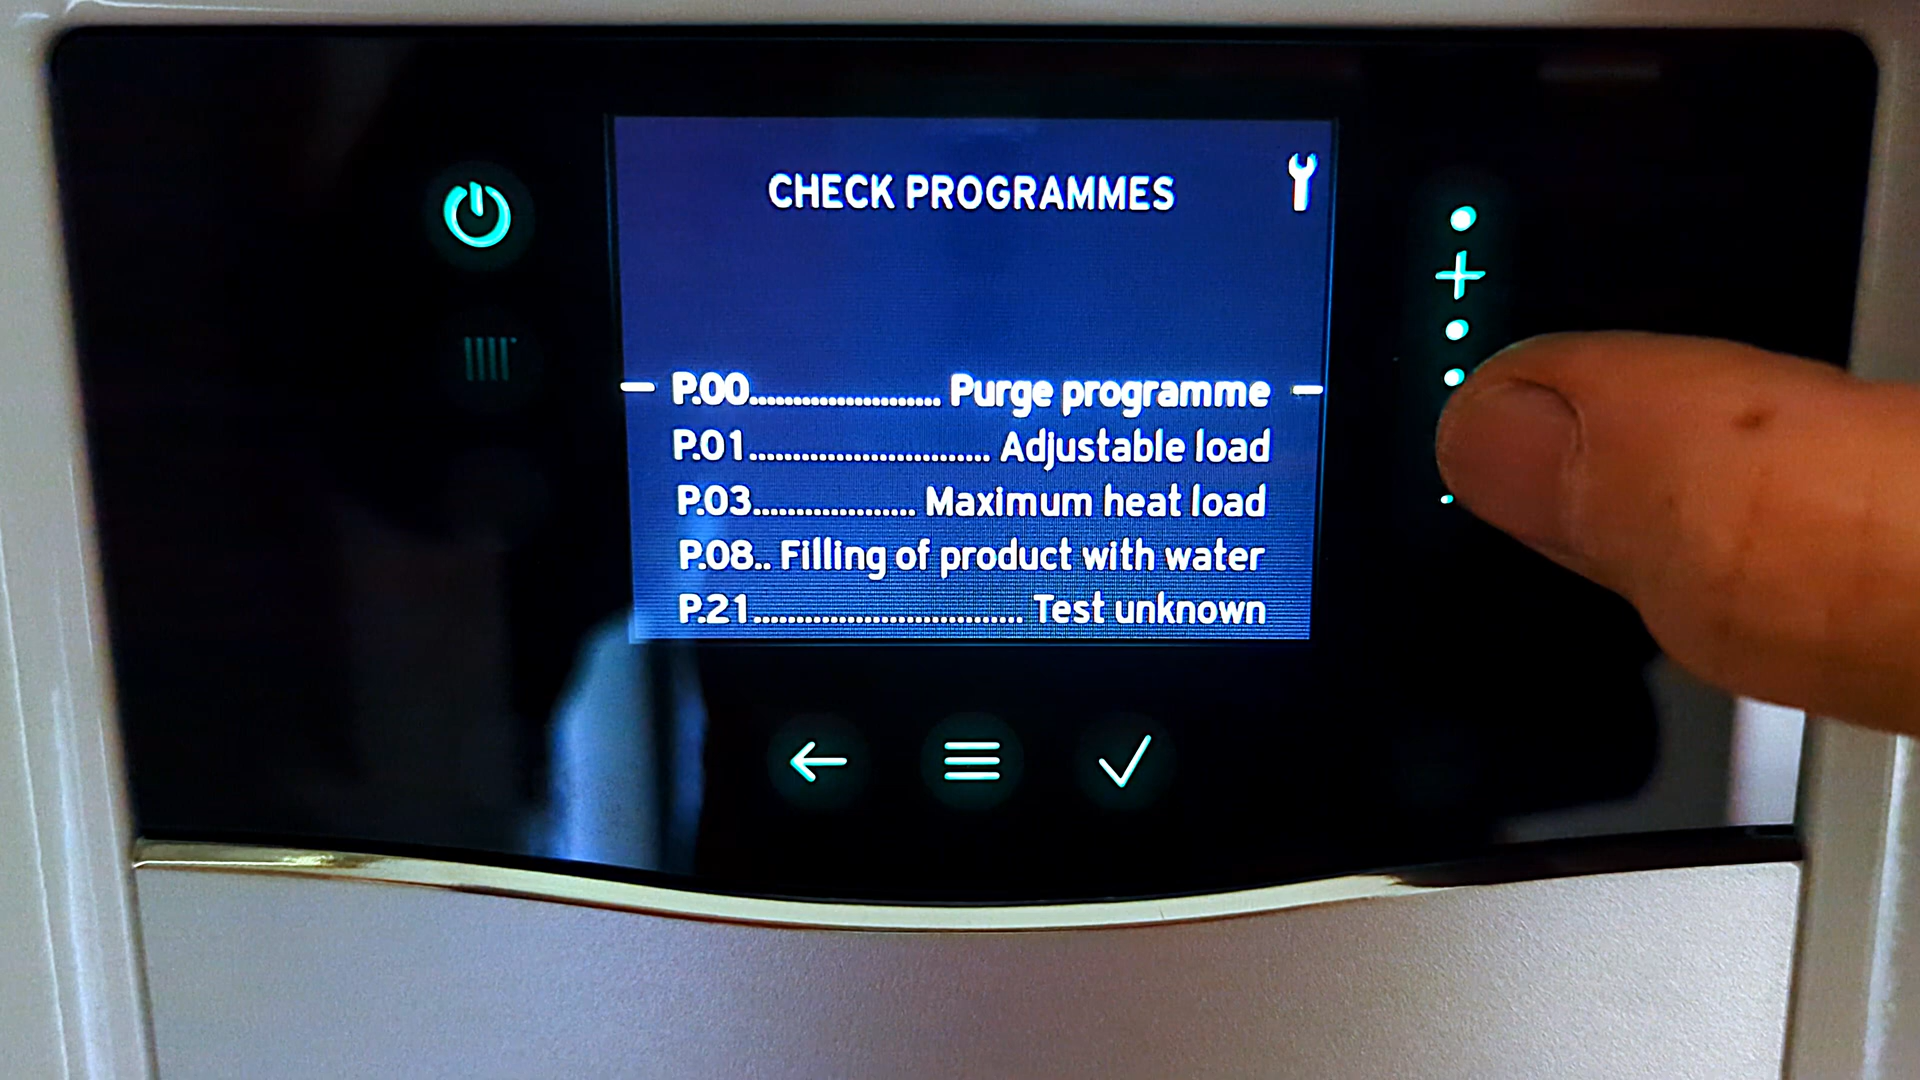 CHECK PROGRAMMES
P.00...................... Purge programme
P.01............................ Adjustable load
P.03................... Maximum heat load
P.08.. Filling of product with water
P.21............................... Test unknown